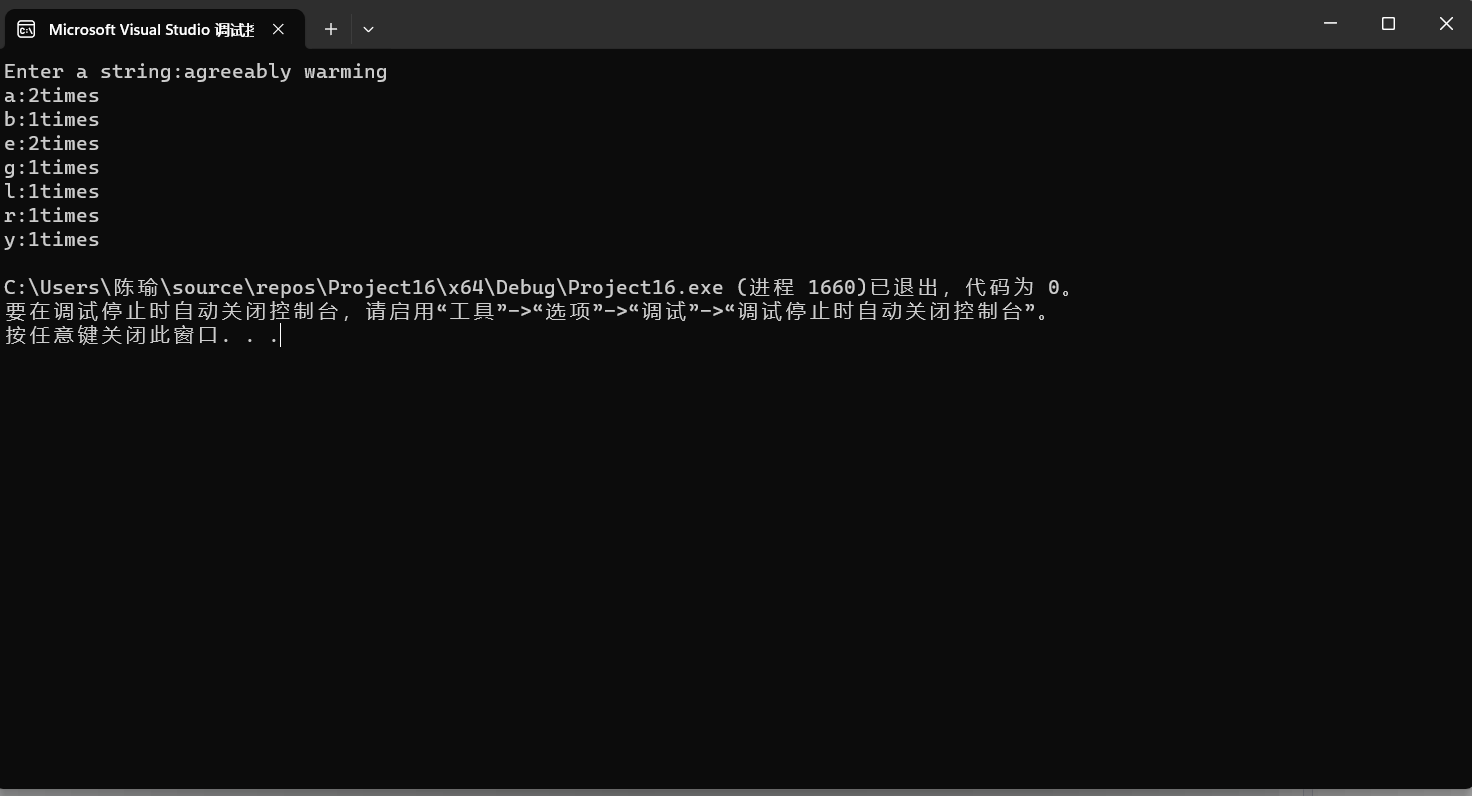 Microsoft Visual Studio 调试
Enter a string:agreeably warming
a:2times
b:1times
e:2times
g:1times
l:1times
r:1times
y:1times
C:\Users\陈瑜\source\repos\Project16\x64\Debug\Project16.exe (进程 1660)已退出，代码为 0。
要在调试停止时自动关闭控制台，请启用“工具”->“选项”->“调试”->“调试停止时自动关闭控制台”。
按任意键关闭此窗口. . .